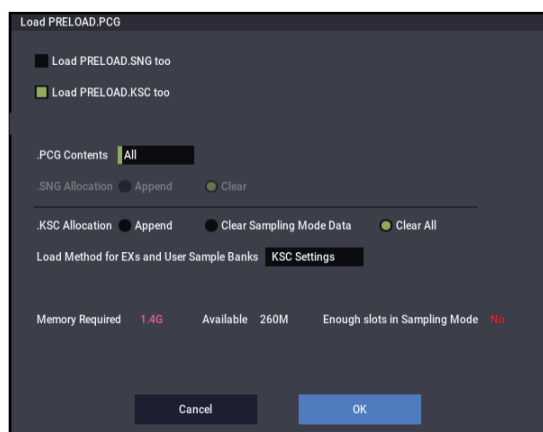 Load PRELOAD.PCG
Load PRELOAD.SNG too
Load PRELOAD.KSC too
.PCG Contents All
.SNG Allocation Append Clear
.KSC Allocation Append Clear Sampling Mode Data Clear All
Load Method for EXs and User Sample Banks KSC Settings
Memory Required 1.4G Available 260M Enough slots in Sampling Mode No
Cancel OK